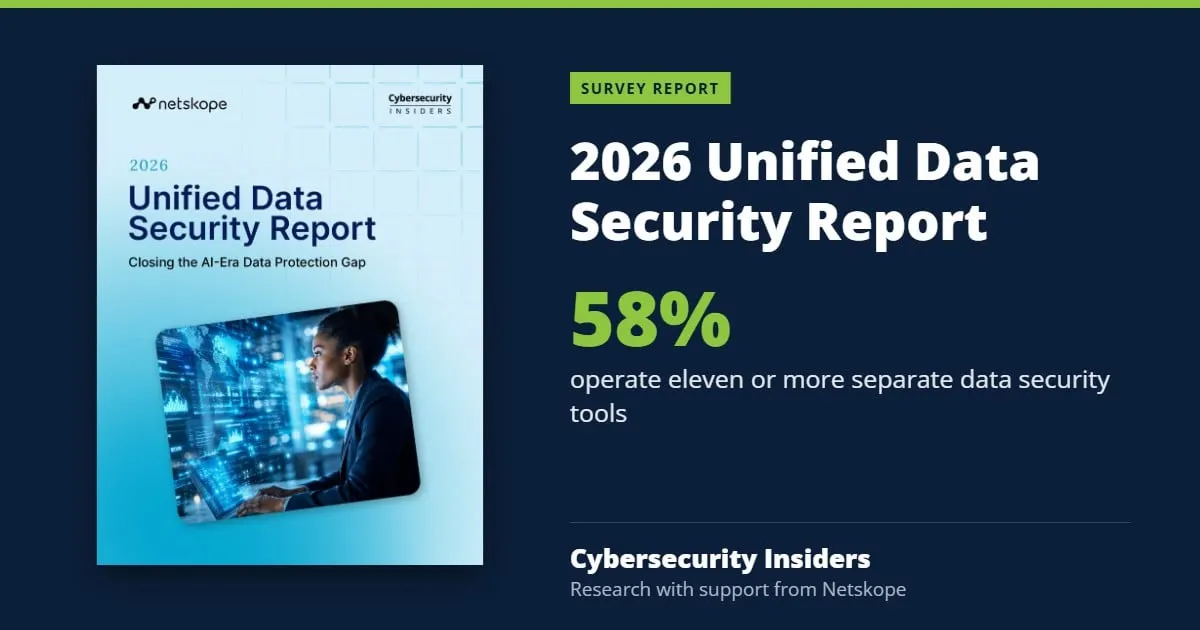 netskope
Cybersecurity
INSIDERS
2026
Unified Data
Security Report
Closing the AI-Era Data Protection Gap
SURVEY REPORT
2026 Unified Data
Security Report
58%
operate eleven or more separate data security
tools
Cybersecurity Insiders
Research with support from Netskope